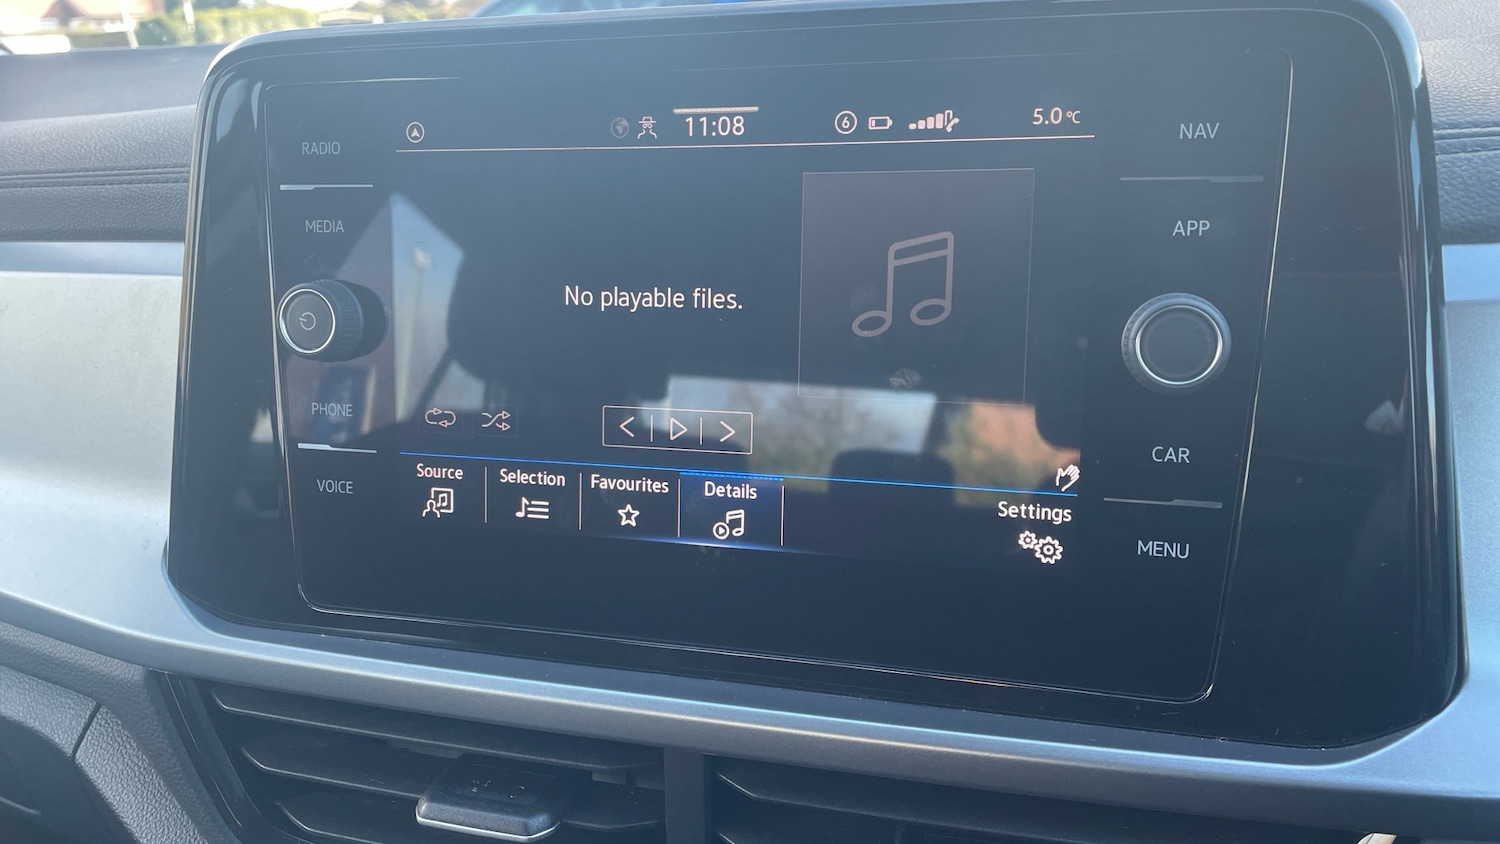 11:08
6
5.0 °C
RADIO
MEDIA
PHONE
VOICE
No playable files.
Source
Selection
Favourites
Details
Settings
NAV
APP
CAR
MENU